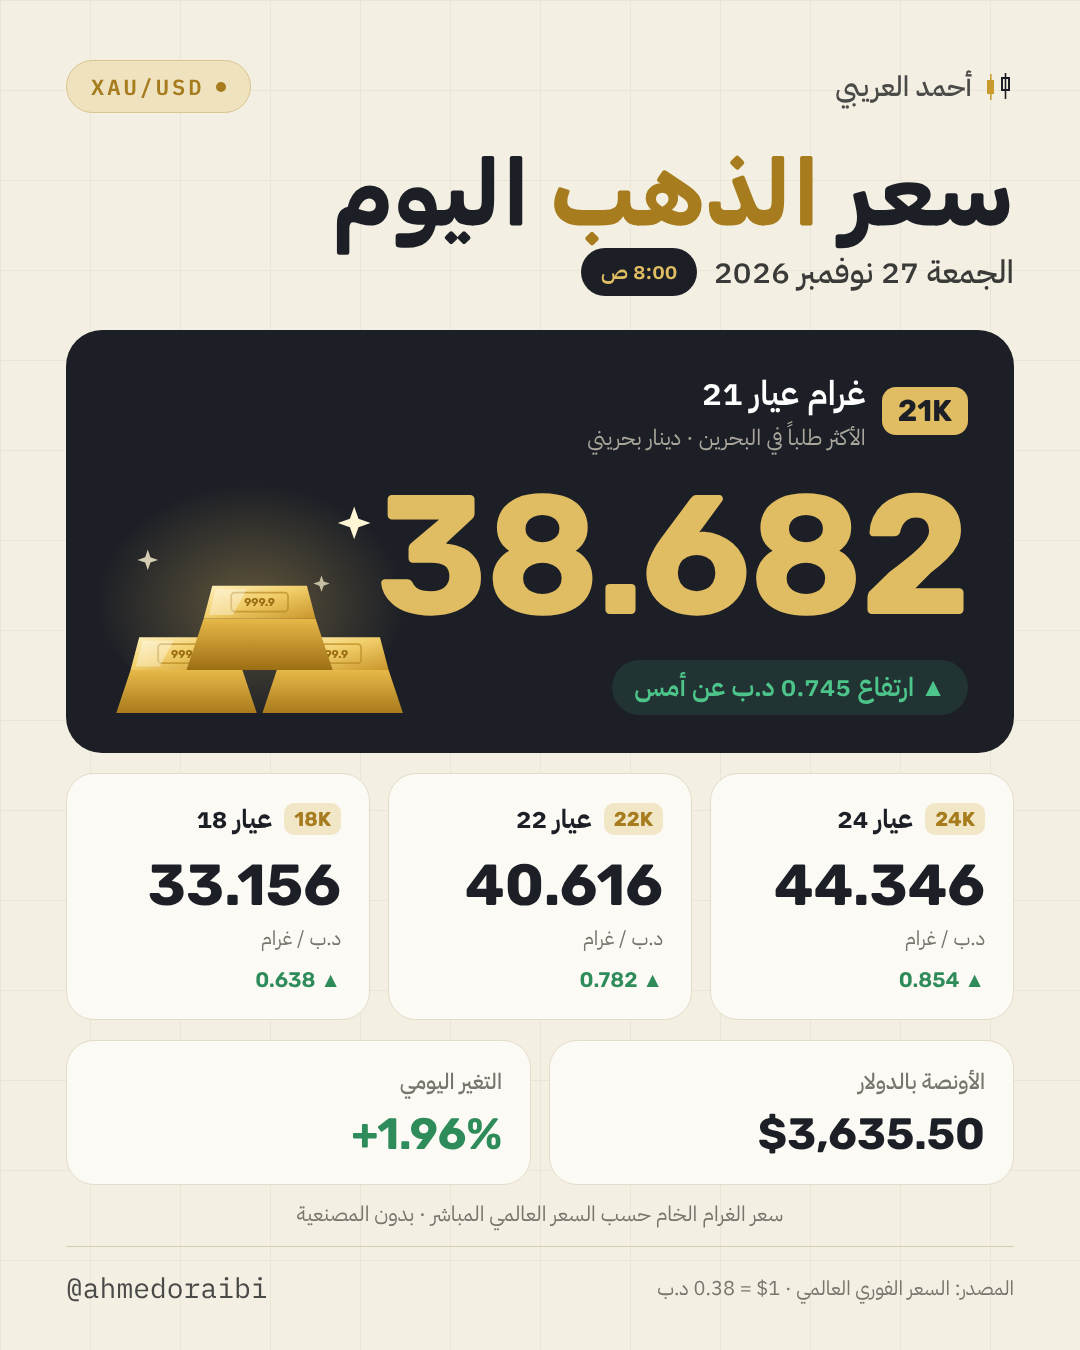 أحمد العريبي
XAU/USD
سعر الذهب اليوم
الجمعة 27 نوفمبر 2026 8:00 ص
21K غرام عيار 21
الأكثر طلباً في البحرين · دينار بحريني
38.682
▲ ارتفاع 0.745 د.ب عن أمس
999.9
999
99.9
24K عيار 24
44.346
د.ب / غرام
▲ 0.854
22K عيار 22
40.616
د.ب / غرام
▲ 0.782
18K عيار 18
33.156
د.ب / غرام
▲ 0.638
الأونصة بالدولار
$3,635.50
التغير اليومي
+1.96%
سعر الغرام الخام حسب السعر العالمي المباشر · بدون المصنعية
المصدر: السعر الفوري العالمي · 1$ = 0.38 د.ب
@ahmedoraibi